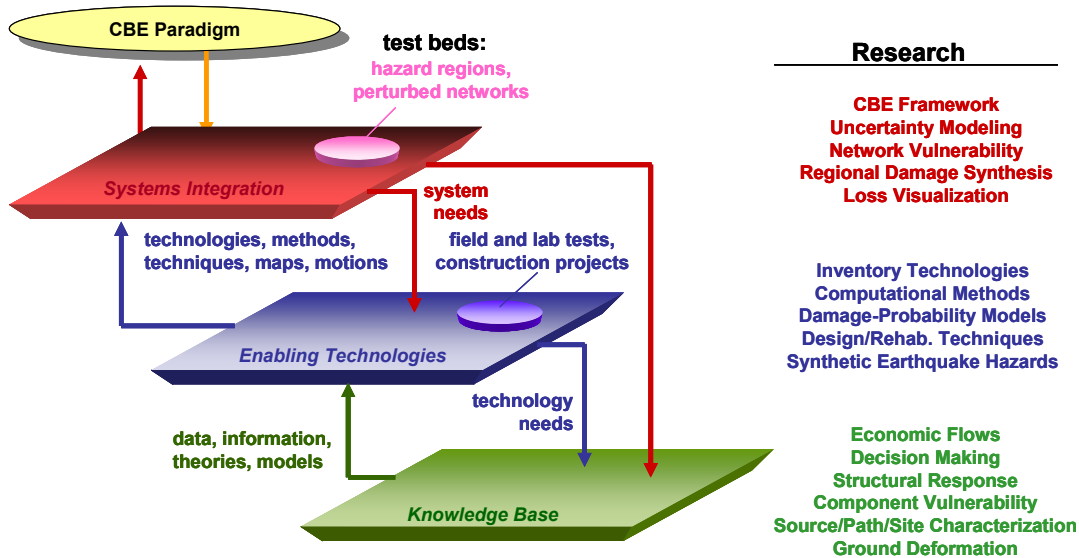 CBE Paradigm
test beds:
hazard regions,
perturbed networks
Systems Integration
system
needs
technologies, methods,
techniques, maps, motions
field and lab tests,
construction projects
Enabling Technologies
technology
needs
data, information,
theories, models
Knowledge Base
Research
CBE Framework
Uncertainty Modeling
Network Vulnerability
Regional Damage Synthesis
Loss Visualization
Inventory Technologies
Computational Methods
Damage-Probability Models
Design/Rehab. Techniques
Synthetic Earthquake Hazards
Economic Flows
Decision Making
Structural Response
Component Vulnerability
Source/Path/Site Characterization
Ground Deformation